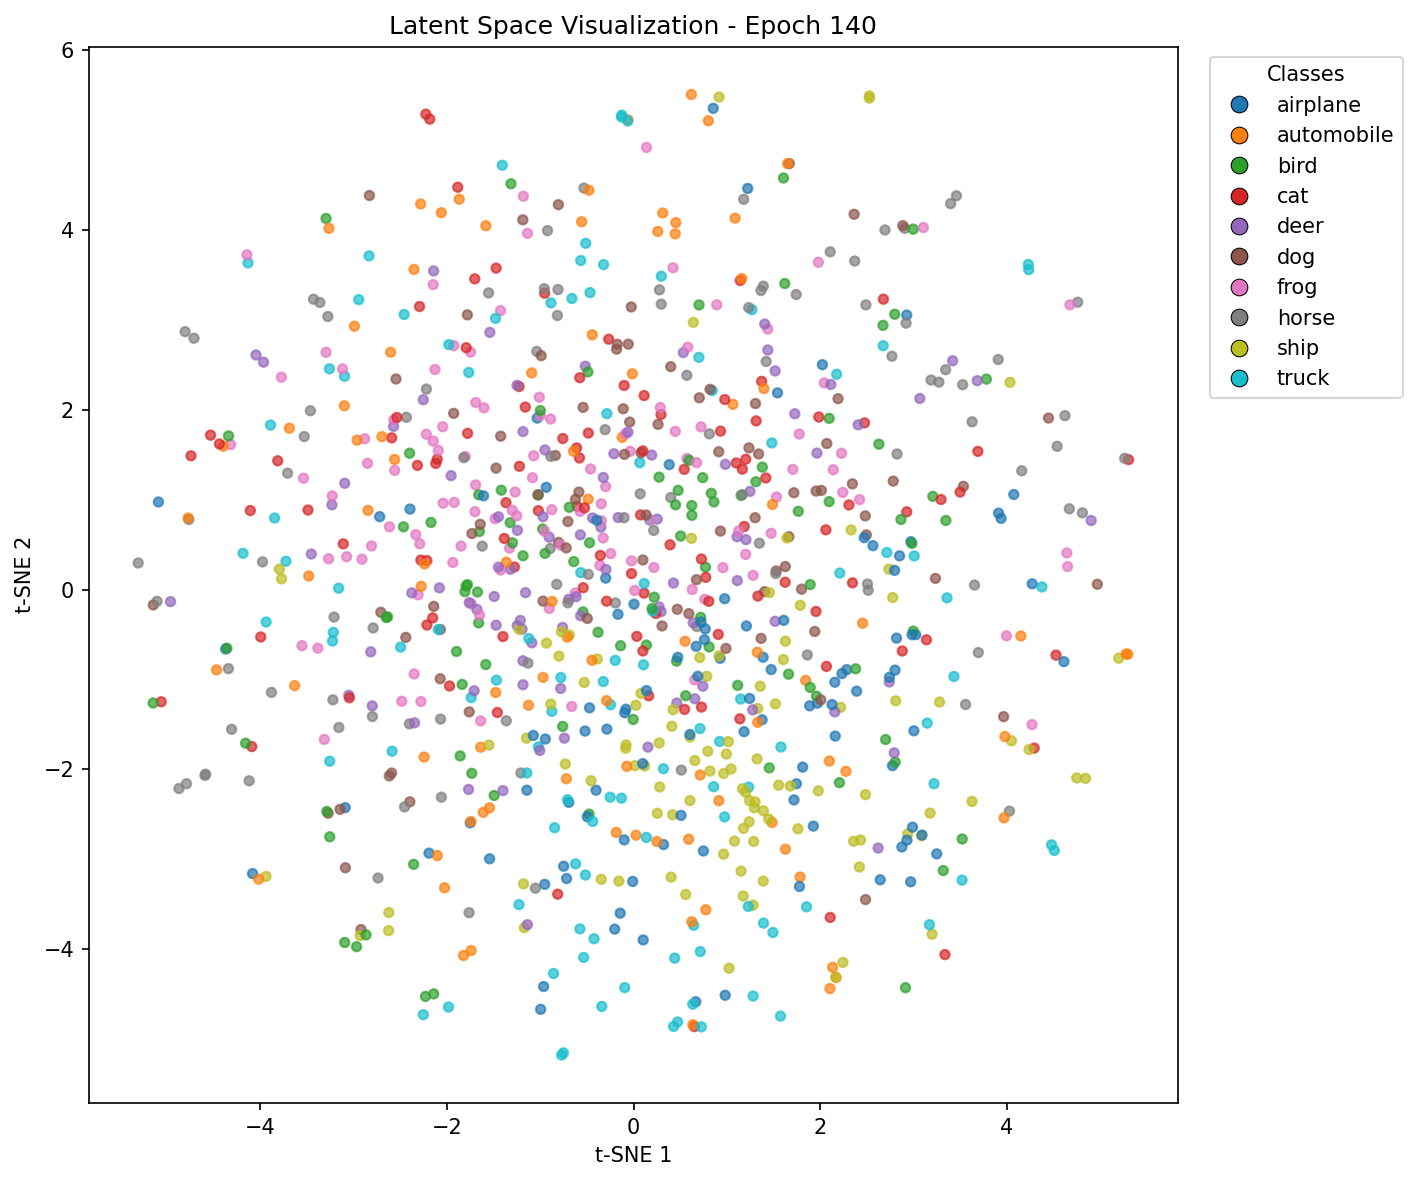 Latent Space Visualization - Epoch 140
Classes
airplane
automobile
bird
cat
deer
dog
frog
horse
ship
truck
6
4
2
0
−2
−4
t-SNE 2
−4 −2 0 2 4
t-SNE 1